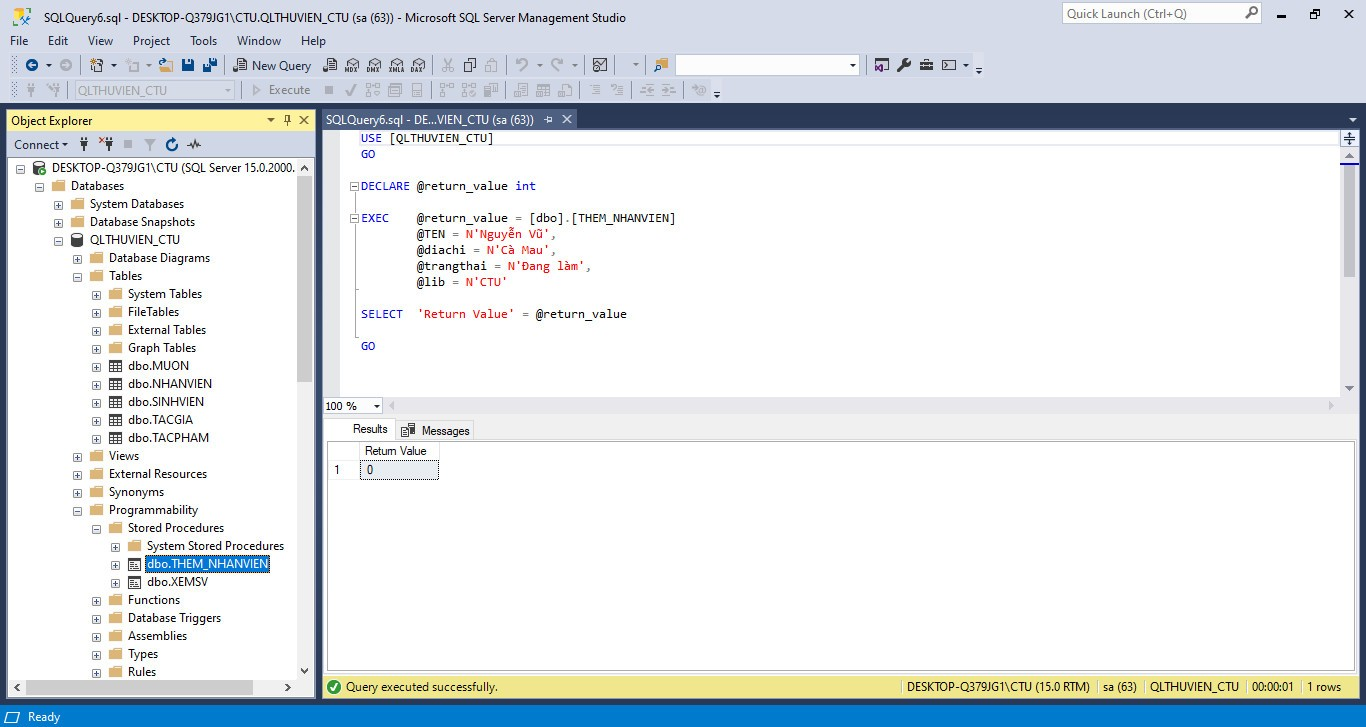 SQLQuery6.sql - DESKTOP-Q379JG1\CTU.QLTHUVIEN_CTU (sa (63)) - Microsoft SQL Server Management Studio
Quick Launch (Ctrl+Q)
File Edit View Project Tools Window Help
New Query MDX DMX XMLA DAX
QLTHUVIEN_CTU Execute
Object Explorer
Connect
DESKTOP-Q379JG1\CTU (SQL Server 15.0.2000.
Databases
System Databases
Database Snapshots
QLTHUVIEN_CTU
Database Diagrams
Tables
System Tables
FileTables
External Tables
Graph Tables
dbo.MUON
dbo.NHANVIEN
dbo.SINHVIEN
dbo.TACGIA
dbo.TACPHAM
Views
External Resources
Synonyms
Programmability
Stored Procedures
System Stored Procedures
dbo.THEM_NHANVIEN
dbo.XEMSV
Functions
Database Triggers
Assemblies
Types
Rules
SQLQuery6.sql - DE...VIEN_CTU (sa (63))
USE [QLTHUVIEN_CTU]
GO
DECLARE @return_value int
EXEC @return_value = [dbo].[THEM_NHANVIEN]
@TEN = N'Nguyễn Vũ',
@diachi = N'Cà Mau',
@trangthai = N'Đang làm',
@lib = N'CTU'
SELECT 'Return Value' = @return_value
GO
100 %
Results Messages
Return Value
1 0
Query executed successfully. DESKTOP-Q379JG1\CTU (15.0 RTM) sa (63) QLTHUVIEN_CTU 00:00:01 1 rows
Ready